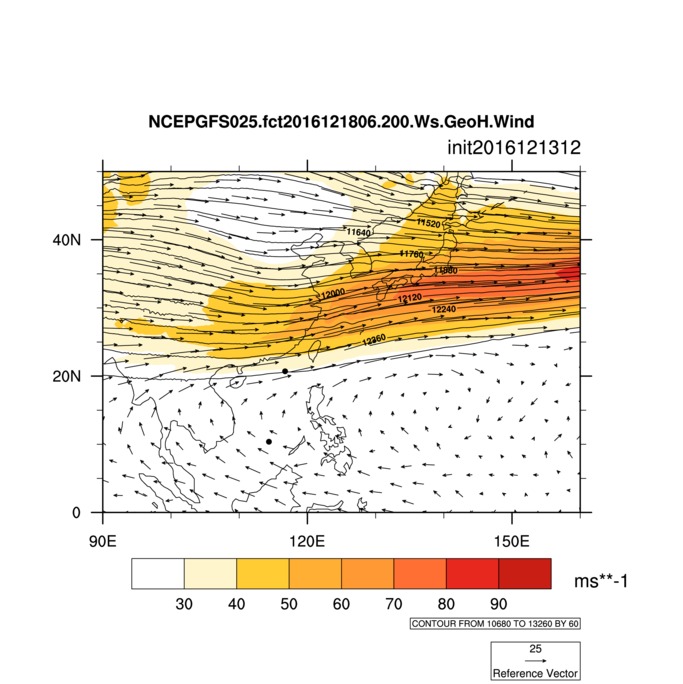 NCEPGFS025.fct2016121806.200.Ws.GeoH.Wind
init2016121312
11520
11640
40N
11760
11880
12000
12120
12240
12360
20N
0
90E 120E 150E
ms**-1
30 40 50 60 70 80 90
CONTOUR FROM 10680 TO 13260 BY 60
25
Reference Vector